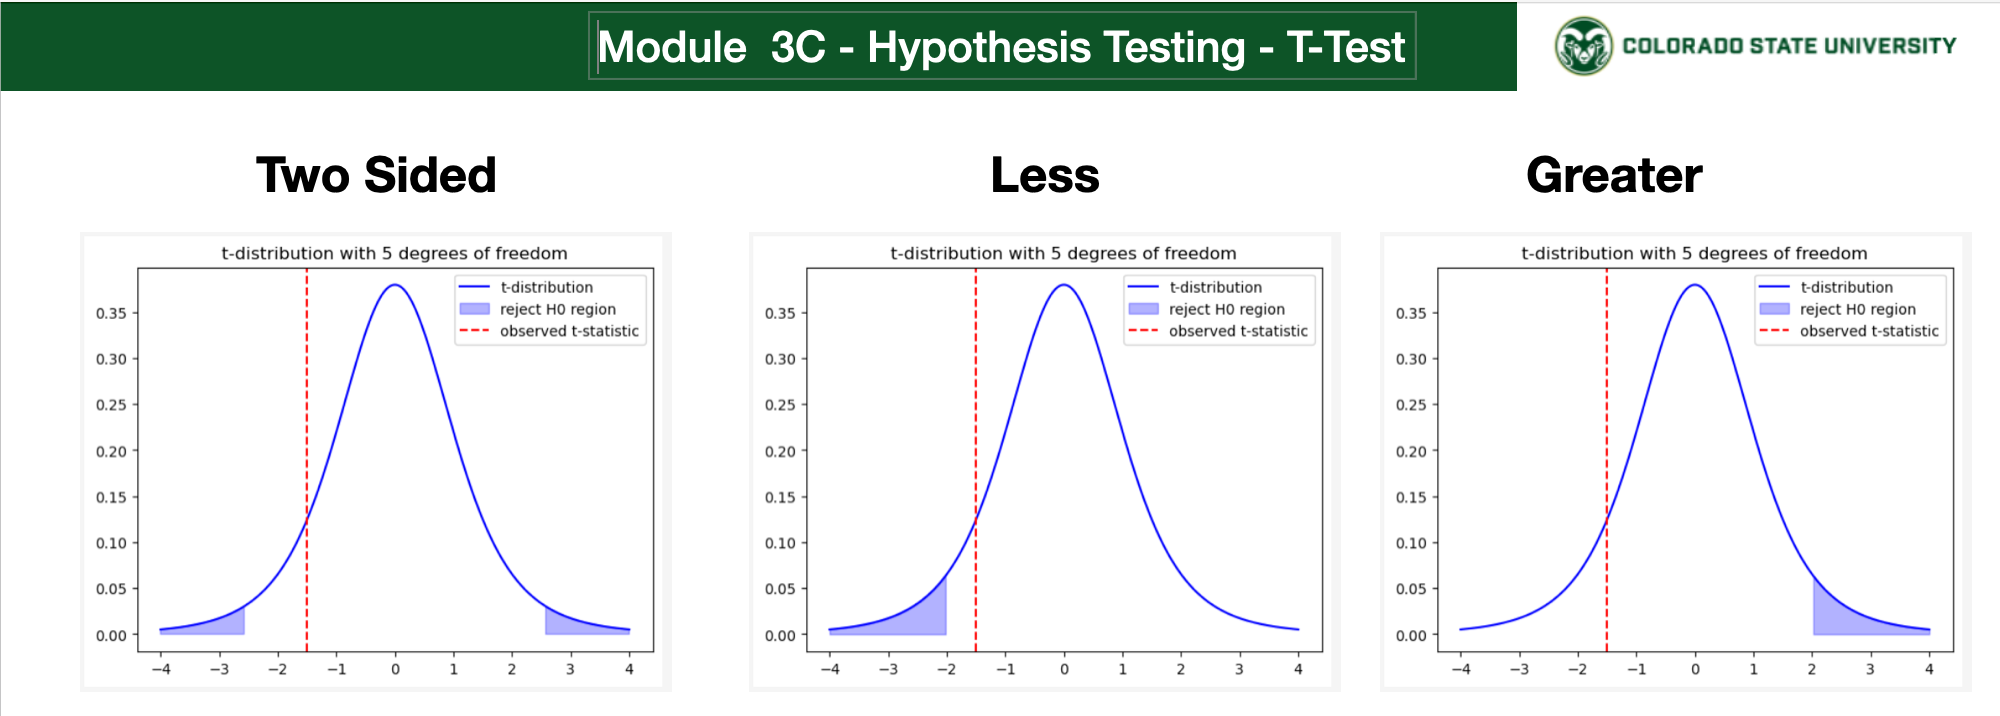 Module  3C - Hypothesis Testing - T-Test
COLORADO STATE UNIVERSITY
Two Sided
Less
Greater
t-distribution with 5 degrees of freedom
t-distribution
reject H0 region
observed t-statistic
0.35
0.30
0.25
0.20
0.15
0.10
0.05
0.00
−4 −3 −2 −1 0 1 2 3 4
t-distribution with 5 degrees of freedom
t-distribution
reject H0 region
observed t-statistic
0.35
0.30
0.25
0.20
0.15
0.10
0.05
0.00
−4 −3 −2 −1 0 1 2 3 4
t-distribution with 5 degrees of freedom
t-distribution
reject H0 region
observed t-statistic
0.35
0.30
0.25
0.20
0.15
0.10
0.05
0.00
−4 −3 −2 −1 0 1 2 3 4